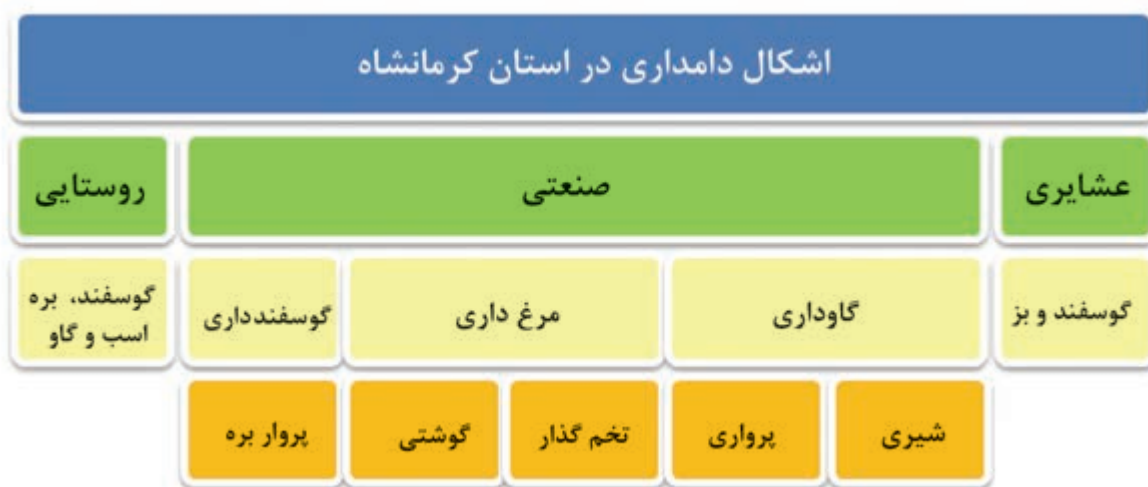 اشکال دامداری در استان کرمانشاه
عشایری
صنعتی
روستایی
گوسفند و بز
گاوداری
مرغ داری
گوسفندداری
گوسفند، بره
اسب و گاو
شیری
پرواری
تخم گذار
گوشتی
پروار بره